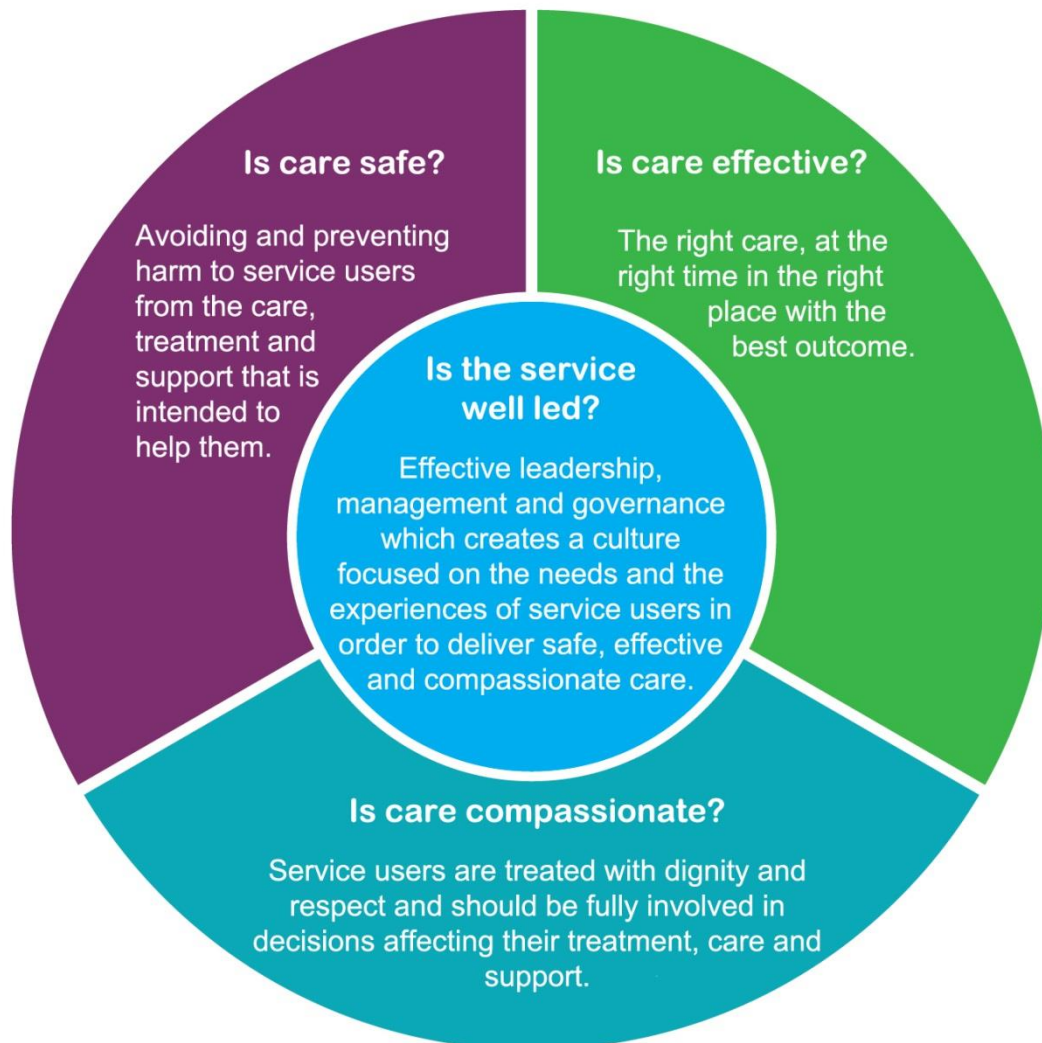 Is care safe?
Avoiding and preventing
harm to service users
from the care,
treatment and
support that is
intended to
help them.
Is care effective?
The right care, at the
right time in the right
place with the
best outcome.
Is the service
well led?
Effective leadership,
management and governance
which creates a culture
focused on the needs and the
experiences of service users in
order to deliver safe, effective
and compassionate care.
Is care compassionate?
Service users are treated with dignity and
respect and should be fully involved in
decisions affecting their treatment, care and
support.